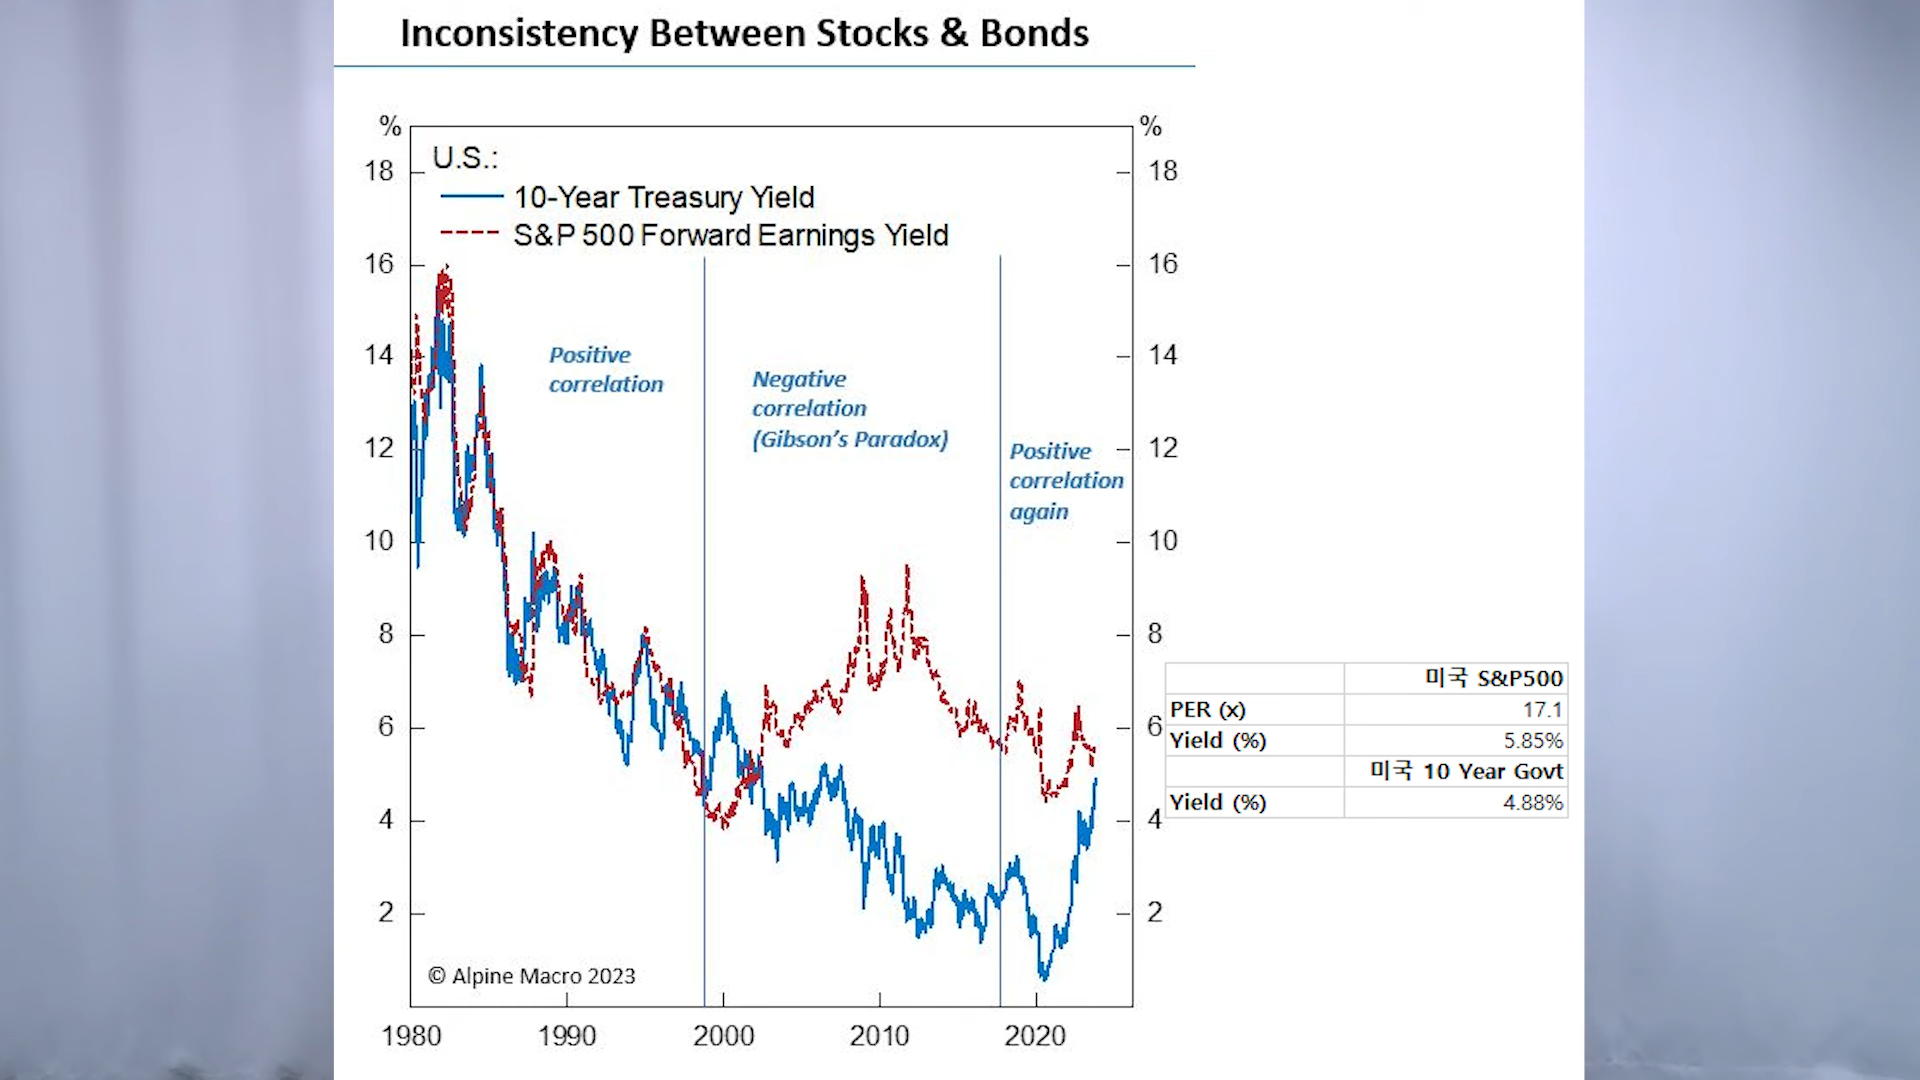 Inconsistency Between Stocks & Bonds
% %
U.S.:
10-Year Treasury Yield
S&P 500 Forward Earnings Yield
18 18
16 16
14 14
12 12
10 10
8 8
6 6
4 4
2 2
Positive
correlation
Negative
correlation
(Gibson's Paradox)
Positive
correlation
again
© Alpine Macro 2023
1980 1990 2000 2010 2020
미국 S&P500
PER (x) 17.1
Yield (%) 5.85%
미국 10 Year Govt
Yield (%) 4.88%